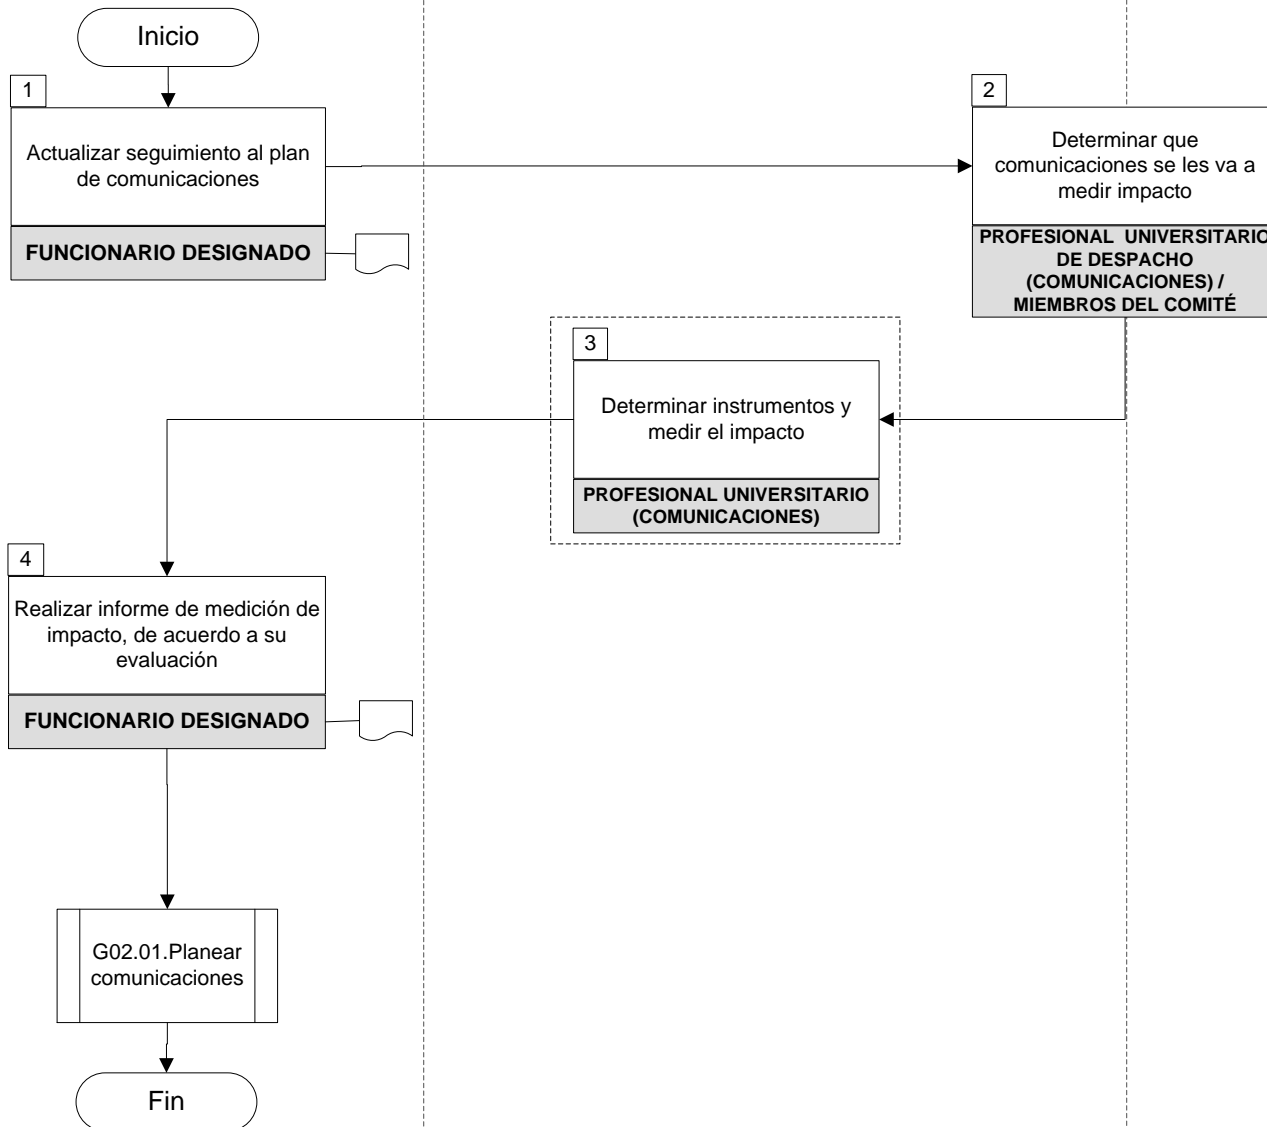 Inicio
1
Actualizar seguimiento al plan
de comunicaciones
FUNCIONARIO DESIGNADO
2
Determinar que
comunicaciones se les va a
medir impacto
PROFESIONAL UNIVERSITARIO
DE DESPACHO
(COMUNICACIONES) /
MIEMBROS DEL COMITÉ
3
Determinar instrumentos y
medir el impacto
PROFESIONAL UNIVERSITARIO
(COMUNICACIONES)
4
Realizar informe de medición de
impacto, de acuerdo a su
evaluación
FUNCIONARIO DESIGNADO
G02.01.Planear
comunicaciones
Fin